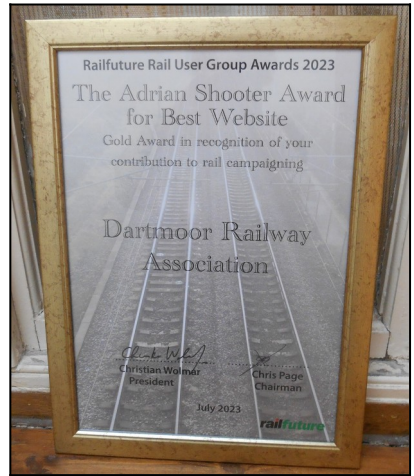 Railfuture Rail User Group Awards 2023
The Adrian Shooter Award
for Best Website
Gold Award in recognition of your
contribution to rail campaigning
Dartmoor Railway
Association
Christian Wolmar
President
Chris Page
Chairman
July 2023
railfuture